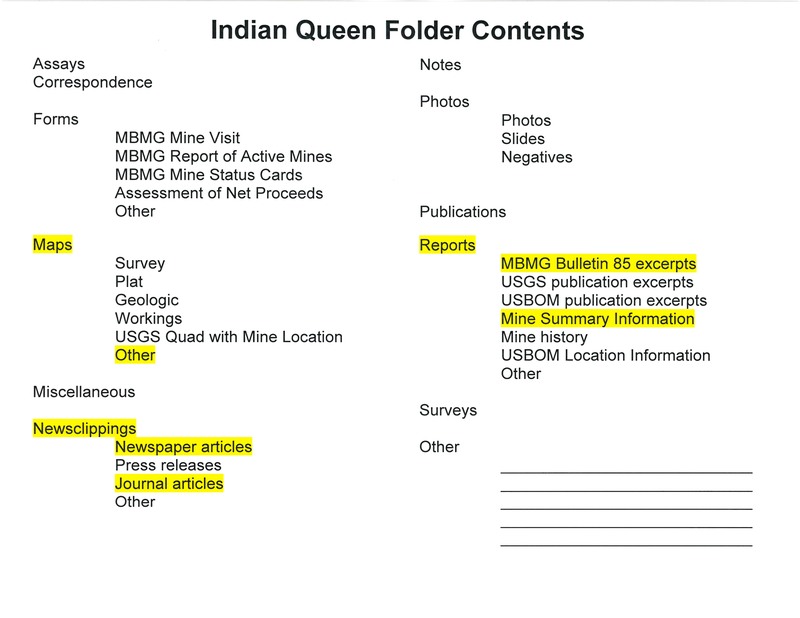 Indian Queen Folder Contents
Assays
Correspondence
Forms
MBMG Mine Visit
MBMG Report of Active Mines
MBMG Mine Status Cards
Assessment of Net Proceeds
Other
Maps
Survey
Plat
Geologic
Workings
USGS Quad with Mine Location
Other
Miscellaneous
Newsclippings
Newspaper articles
Press releases
Journal articles
Other
Notes
Photos
Photos
Slides
Negatives
Publications
Reports
MBMG Bulletin 85 excerpts
USGS publication excerpts
USBOM publication excerpts
Mine Summary Information
Mine history
USBOM Location Information
Other
Surveys
Other